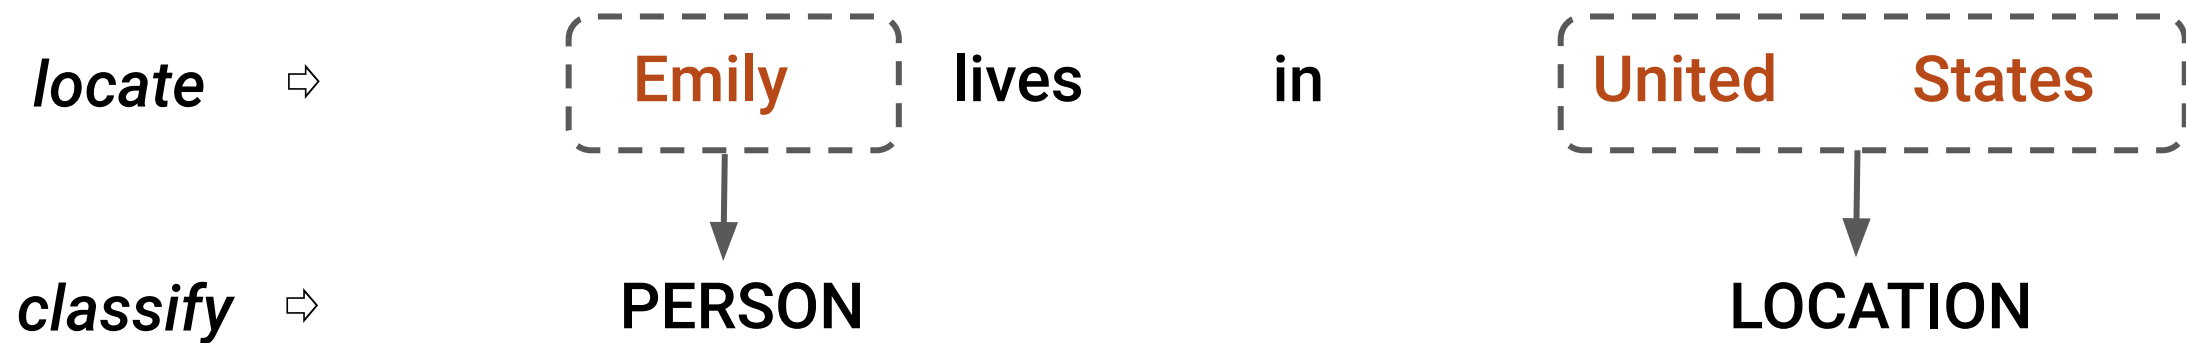 locate ⇨ Emily lives in United States
classify ⇨ PERSON LOCATION